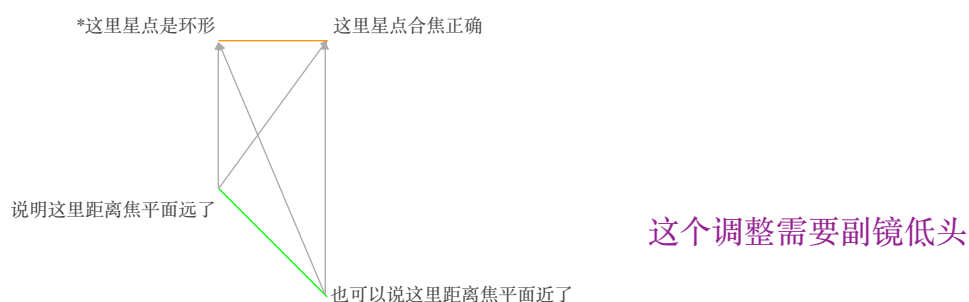 *这里星点是环形
这里星点合焦正确
说明这里距离焦平面远了
这个调整需要副镜低头
也可以说这里距离焦平面近了